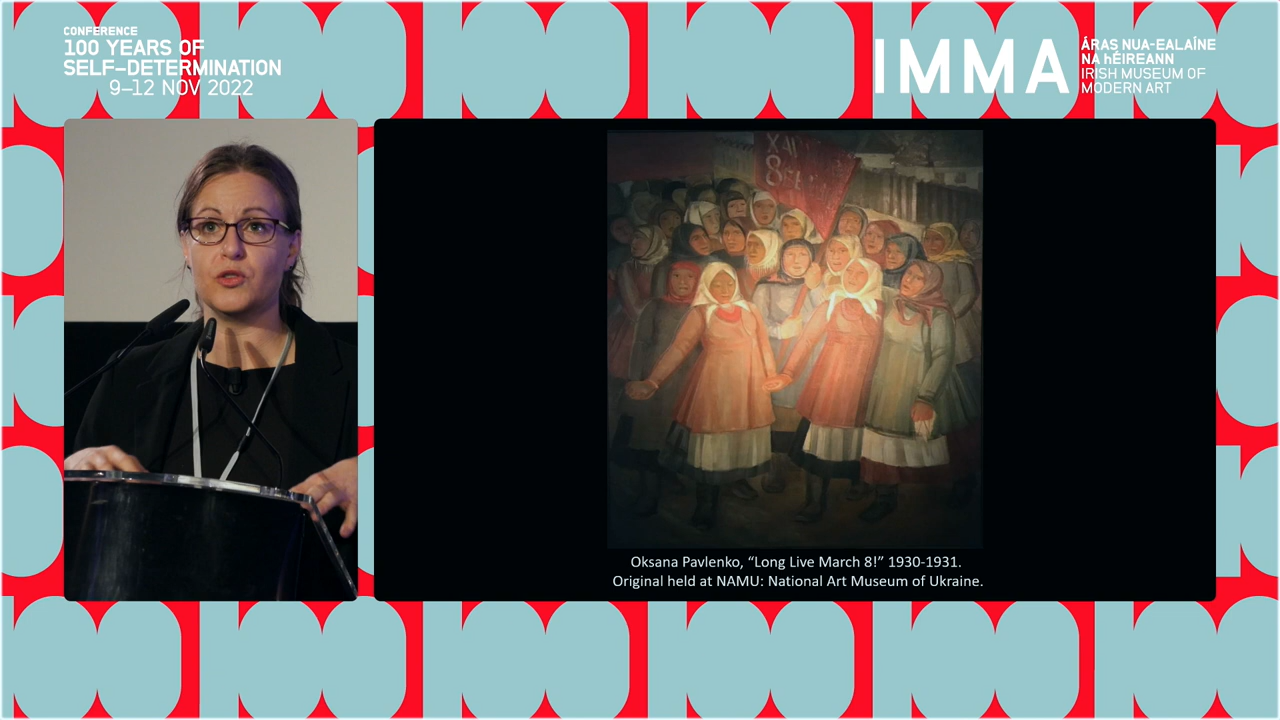 CONFERENCE
100 YEARS OF
SELF–DETERMINATION
9–12 NOV 2022
IMMA
ÁRAS NUA-EALAÍNE
NA hÉIREANN
IRISH MUSEUM OF
MODERN ART
8
Oksana Pavlenko, “Long Live March 8!” 1930-1931.
Original held at NAMU: National Art Museum of Ukraine.